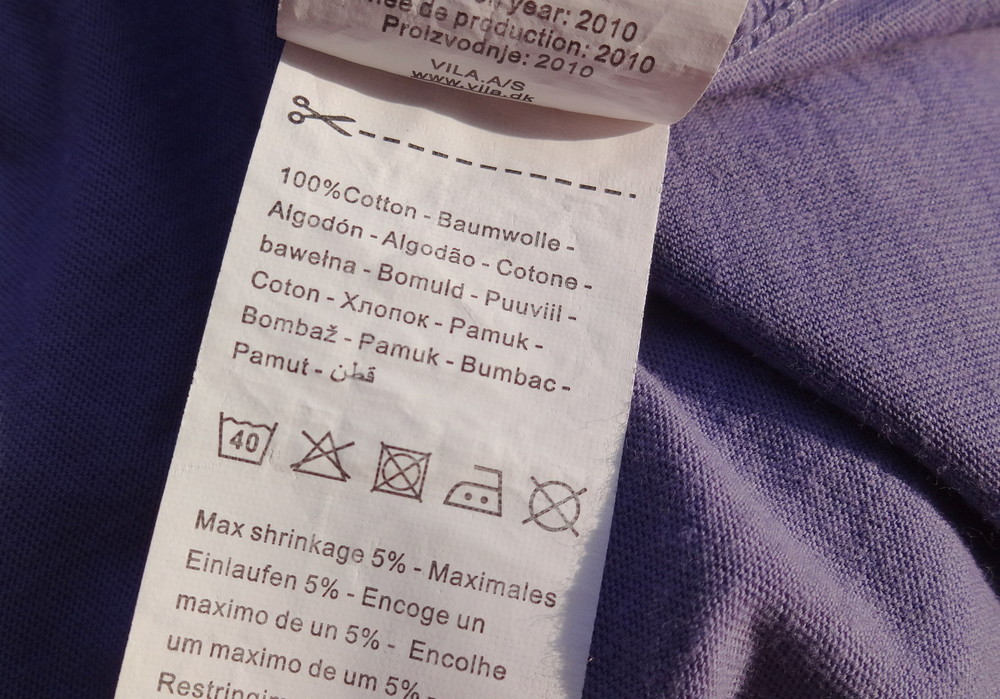 year: 2010
de production: 2010
Proizvodnje: 2010
VILA A/S
www.vila.dk
100%Cotton - Baumwolle -
Algodón - Algodão - Cotone -
bawełna - Bomuld - Puuviil -
Coton - Хлопок - Pamuk -
Bombaž - Pamuk - Bumbac -
Pamut - قطن
40
Max shrinkage 5% - Maximales
Einlaufen 5% - Encoge un
maximo de un 5% - Encolhe
um maximo de um 5% -